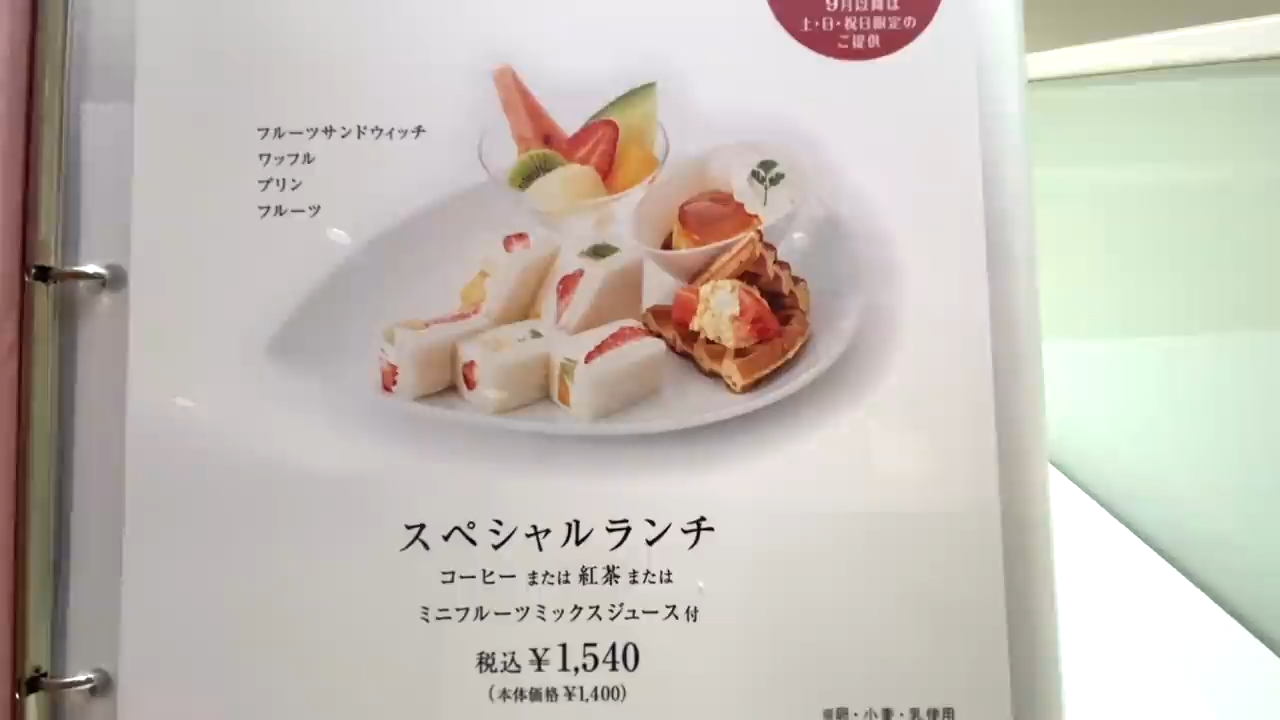 9月以降は
土・日・祝日限定の
ご提供
フルーツサンドウィッチ
ワッフル
プリン
フルーツ
スペシャルランチ
コーヒー または 紅茶 または
ミニフルーツミックスジュース付
税込 ¥1,540
(本体価格 ¥1,400)
※卵・小麦・乳使用